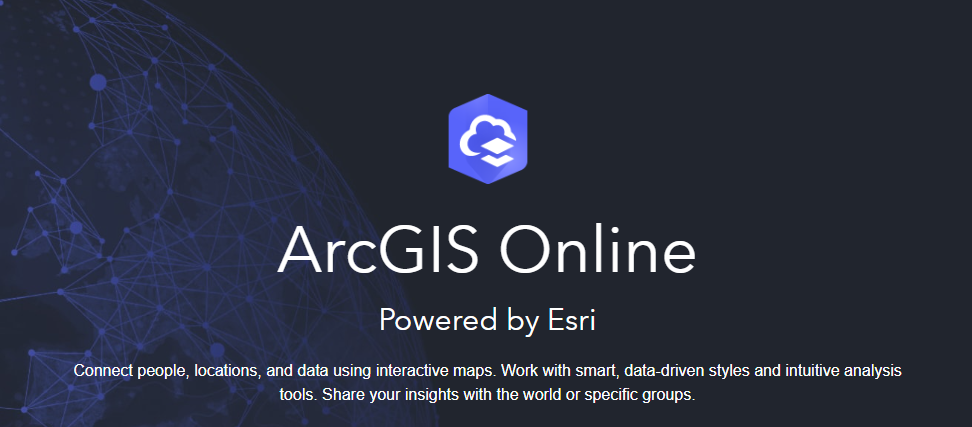 ArcGIS Online
Powered by Esri
Connect people, locations, and data using interactive maps. Work with smart, data-driven styles and intuitive analysis
tools. Share your insights with the world or specific groups.